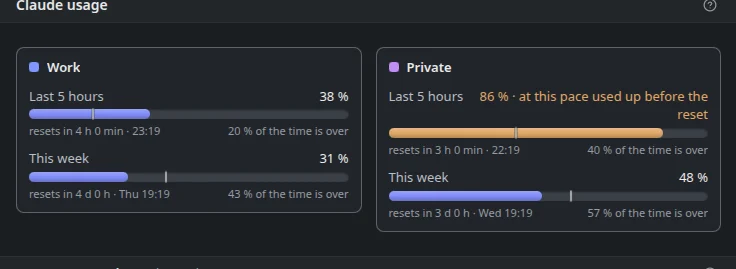 Claude usage
Work
Last 5 hours 38 %
resets in 4 h 0 min · 23:19 20 % of the time is over
This week 31 %
resets in 4 d 0 h · Thu 19:19 43 % of the time is over
Private
Last 5 hours 86 % · at this pace used up before the
reset
resets in 3 h 0 min · 22:19 40 % of the time is over
This week 48 %
resets in 3 d 0 h · Wed 19:19 57 % of the time is over